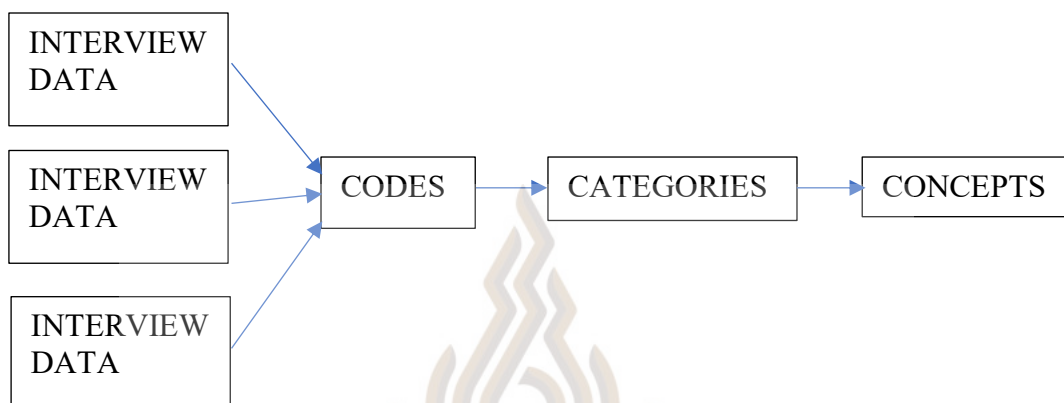 INTERVIEW
DATA
INTERVIEW
DATA
INTERVIEW
DATA
CODES
CATEGORIES
CONCEPTS